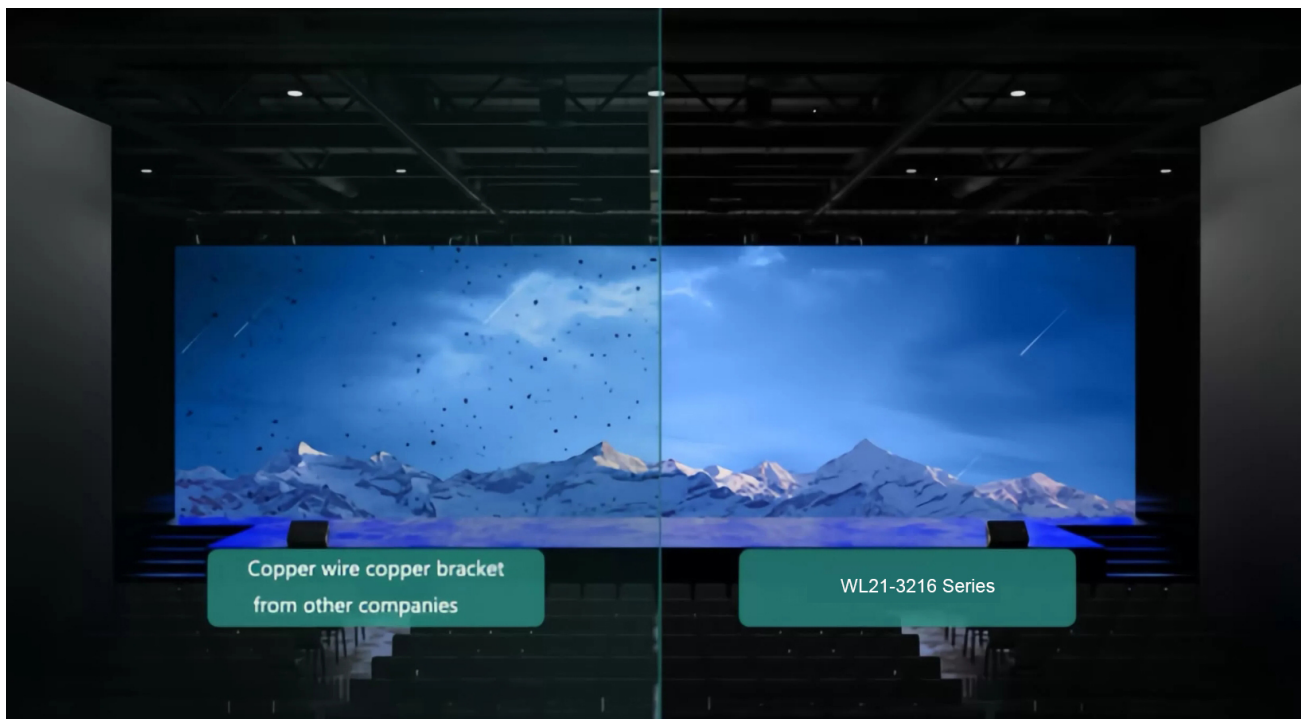 Copper wire copper bracket
from other companies
WL21-3216 Series